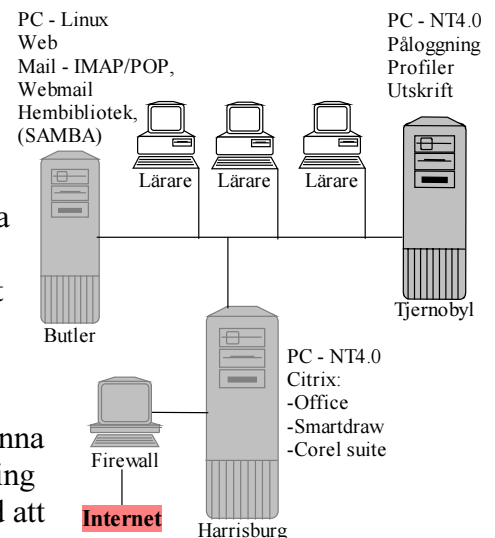 PC - Linux
Web
Mail - IMAP/POP,
Webmail
Hembibliotek,
(SAMBA)
PC - NT4.0
Påloggning
Profiler
Utskrift
Lärare
Lärare
Lärare
a
t
Butler
Tjernobyl
PC - NT4.0
Citrix:
-Office
-Smartdraw
-Corel suite
nna
ing
d att
Firewall
Internet
Harrisburg